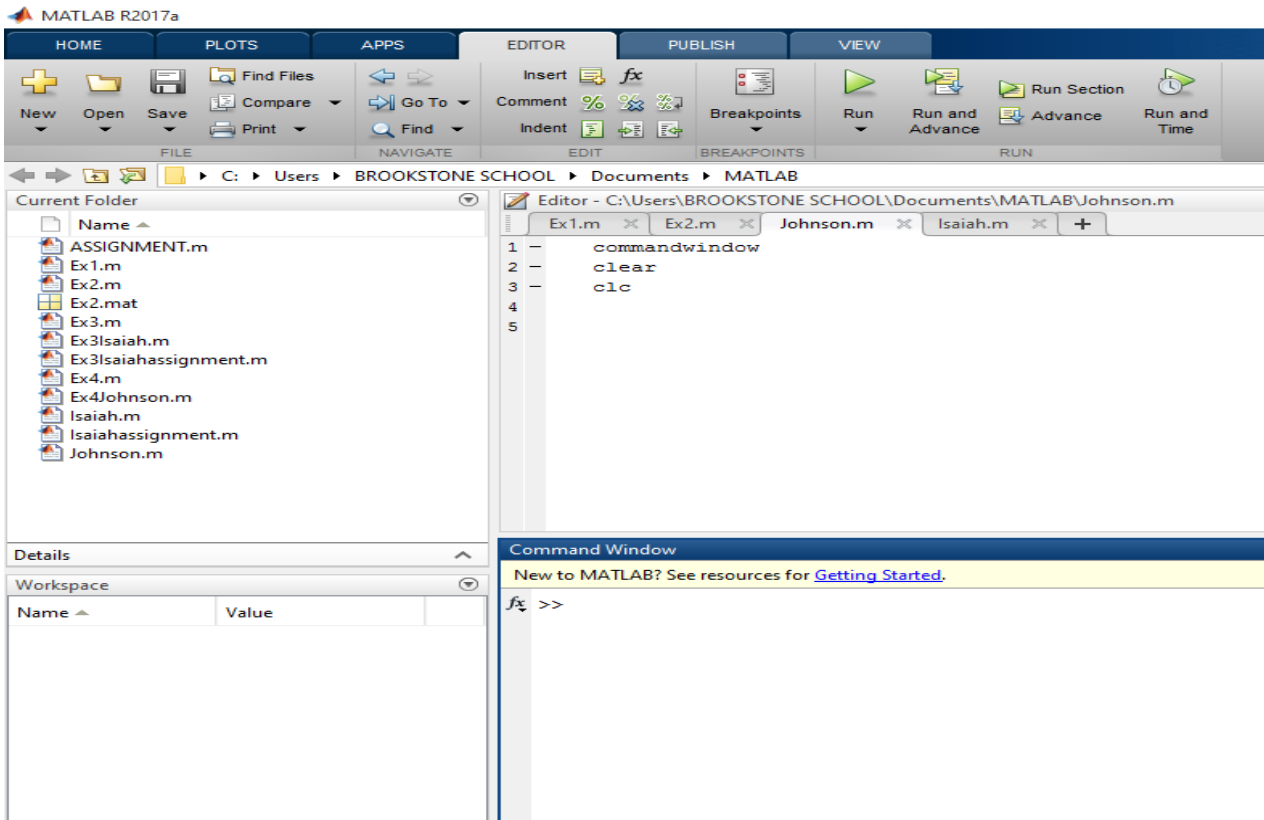 MATLAB R2017a
HOME PLOTS APPS EDITOR PUBLISH VIEW
New Open Save Find Files Compare Print
FILE
Go To Find
NAVIGATE
Insert fx
Comment
Indent
EDIT
Breakpoints
BREAKPOINTS
Run Run and Advance Run Section Advance Run and Time
RUN
C: Users BROOKSTONE SCHOOL Documents MATLAB
Current Folder
Name
ASSIGNMENT.m
Ex1.m
Ex2.m
Ex2.mat
Ex3.m
Ex3Isaiah.m
Ex3Isaiahassignment.m
Ex4.m
Ex4Johnson.m
Isaiah.m
Isaiahassignment.m
Johnson.m
Details
Workspace
Name Value
Editor - C:\Users\BROOKSTONE SCHOOL\Documents\MATLAB\Johnson.m
Ex1.m Ex2.m Johnson.m Isaiah.m +
1 – commandwindow
2 – clear
3 – clc
4
5
Command Window
New to MATLAB? See resources for Getting Started.
fx >>